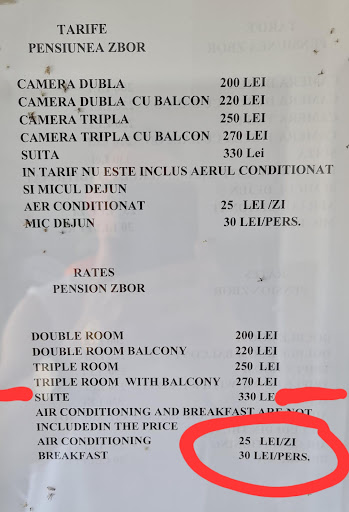 TARIFE
PENSIUNEA ZBOR
CAMERA DUBLA 200 LEI
CAMERA DUBLA CU BALCON 220 LEI
CAMERA TRIPLA 250 LEI
CAMERA TRIPLA CU BALCON 270 LEI
SUITA 330 Lei
IN TARIF NU ESTE INCLUS AERUL CONDITIONAT
SI MICUL DEJUN
AER CONDITIONAT 25 LEI /ZI
MIC DEJUN 30 LEI/PERS.
RATES
PENSION ZBOR
DOUBLE ROOM 200 LEI
DOUBLE ROOM BALCONY 220 LEI
TRIPLE ROOM 250 LEI
TRIPLE ROOM WITH BALCONY 270 LEI
SUITE 330 LEI
AIR CONDITIONING AND BREAKFAST ARE NOT
INCLUDEDIN THE PRICE
AIR CONDITIONING 25 LEI/ZI
BREAKFAST 30 LEI/PERS.